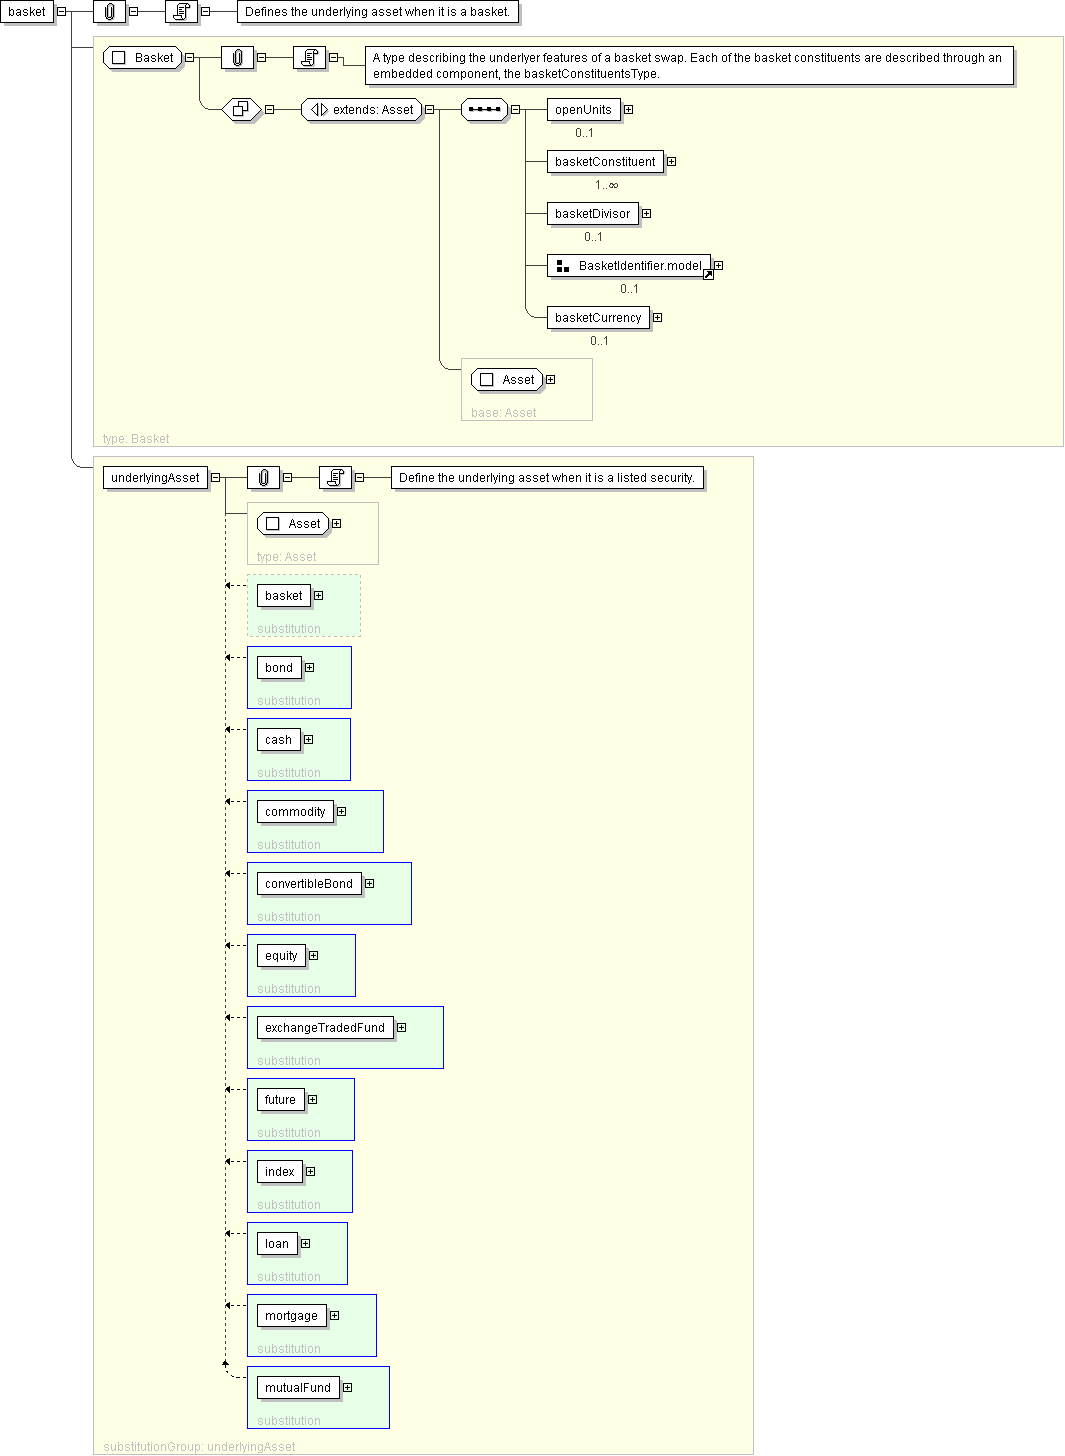 basket
Defines the underlying asset when it is a basket.
Basket
A type describing the underlyer features of a basket swap. Each of the basket constituents are described through an
embedded component, the basketConstituentsType.
extends: Asset
openUnits
0..1
basketConstituent
1..∞
basketDivisor
0..1
BasketIdentifier.model
0..1
basketCurrency
0..1
Asset
base: Asset
type: Basket
underlyingAsset
Define the underlying asset when it is a listed security.
Asset
type: Asset
basket
substitution
bond
substitution
cash
substitution
commodity
substitution
convertibleBond
substitution
equity
substitution
exchangeTradedFund
substitution
future
substitution
index
substitution
loan
substitution
mortgage
substitution
mutualFund
substitution
substitutionGroup: underlyingAsset